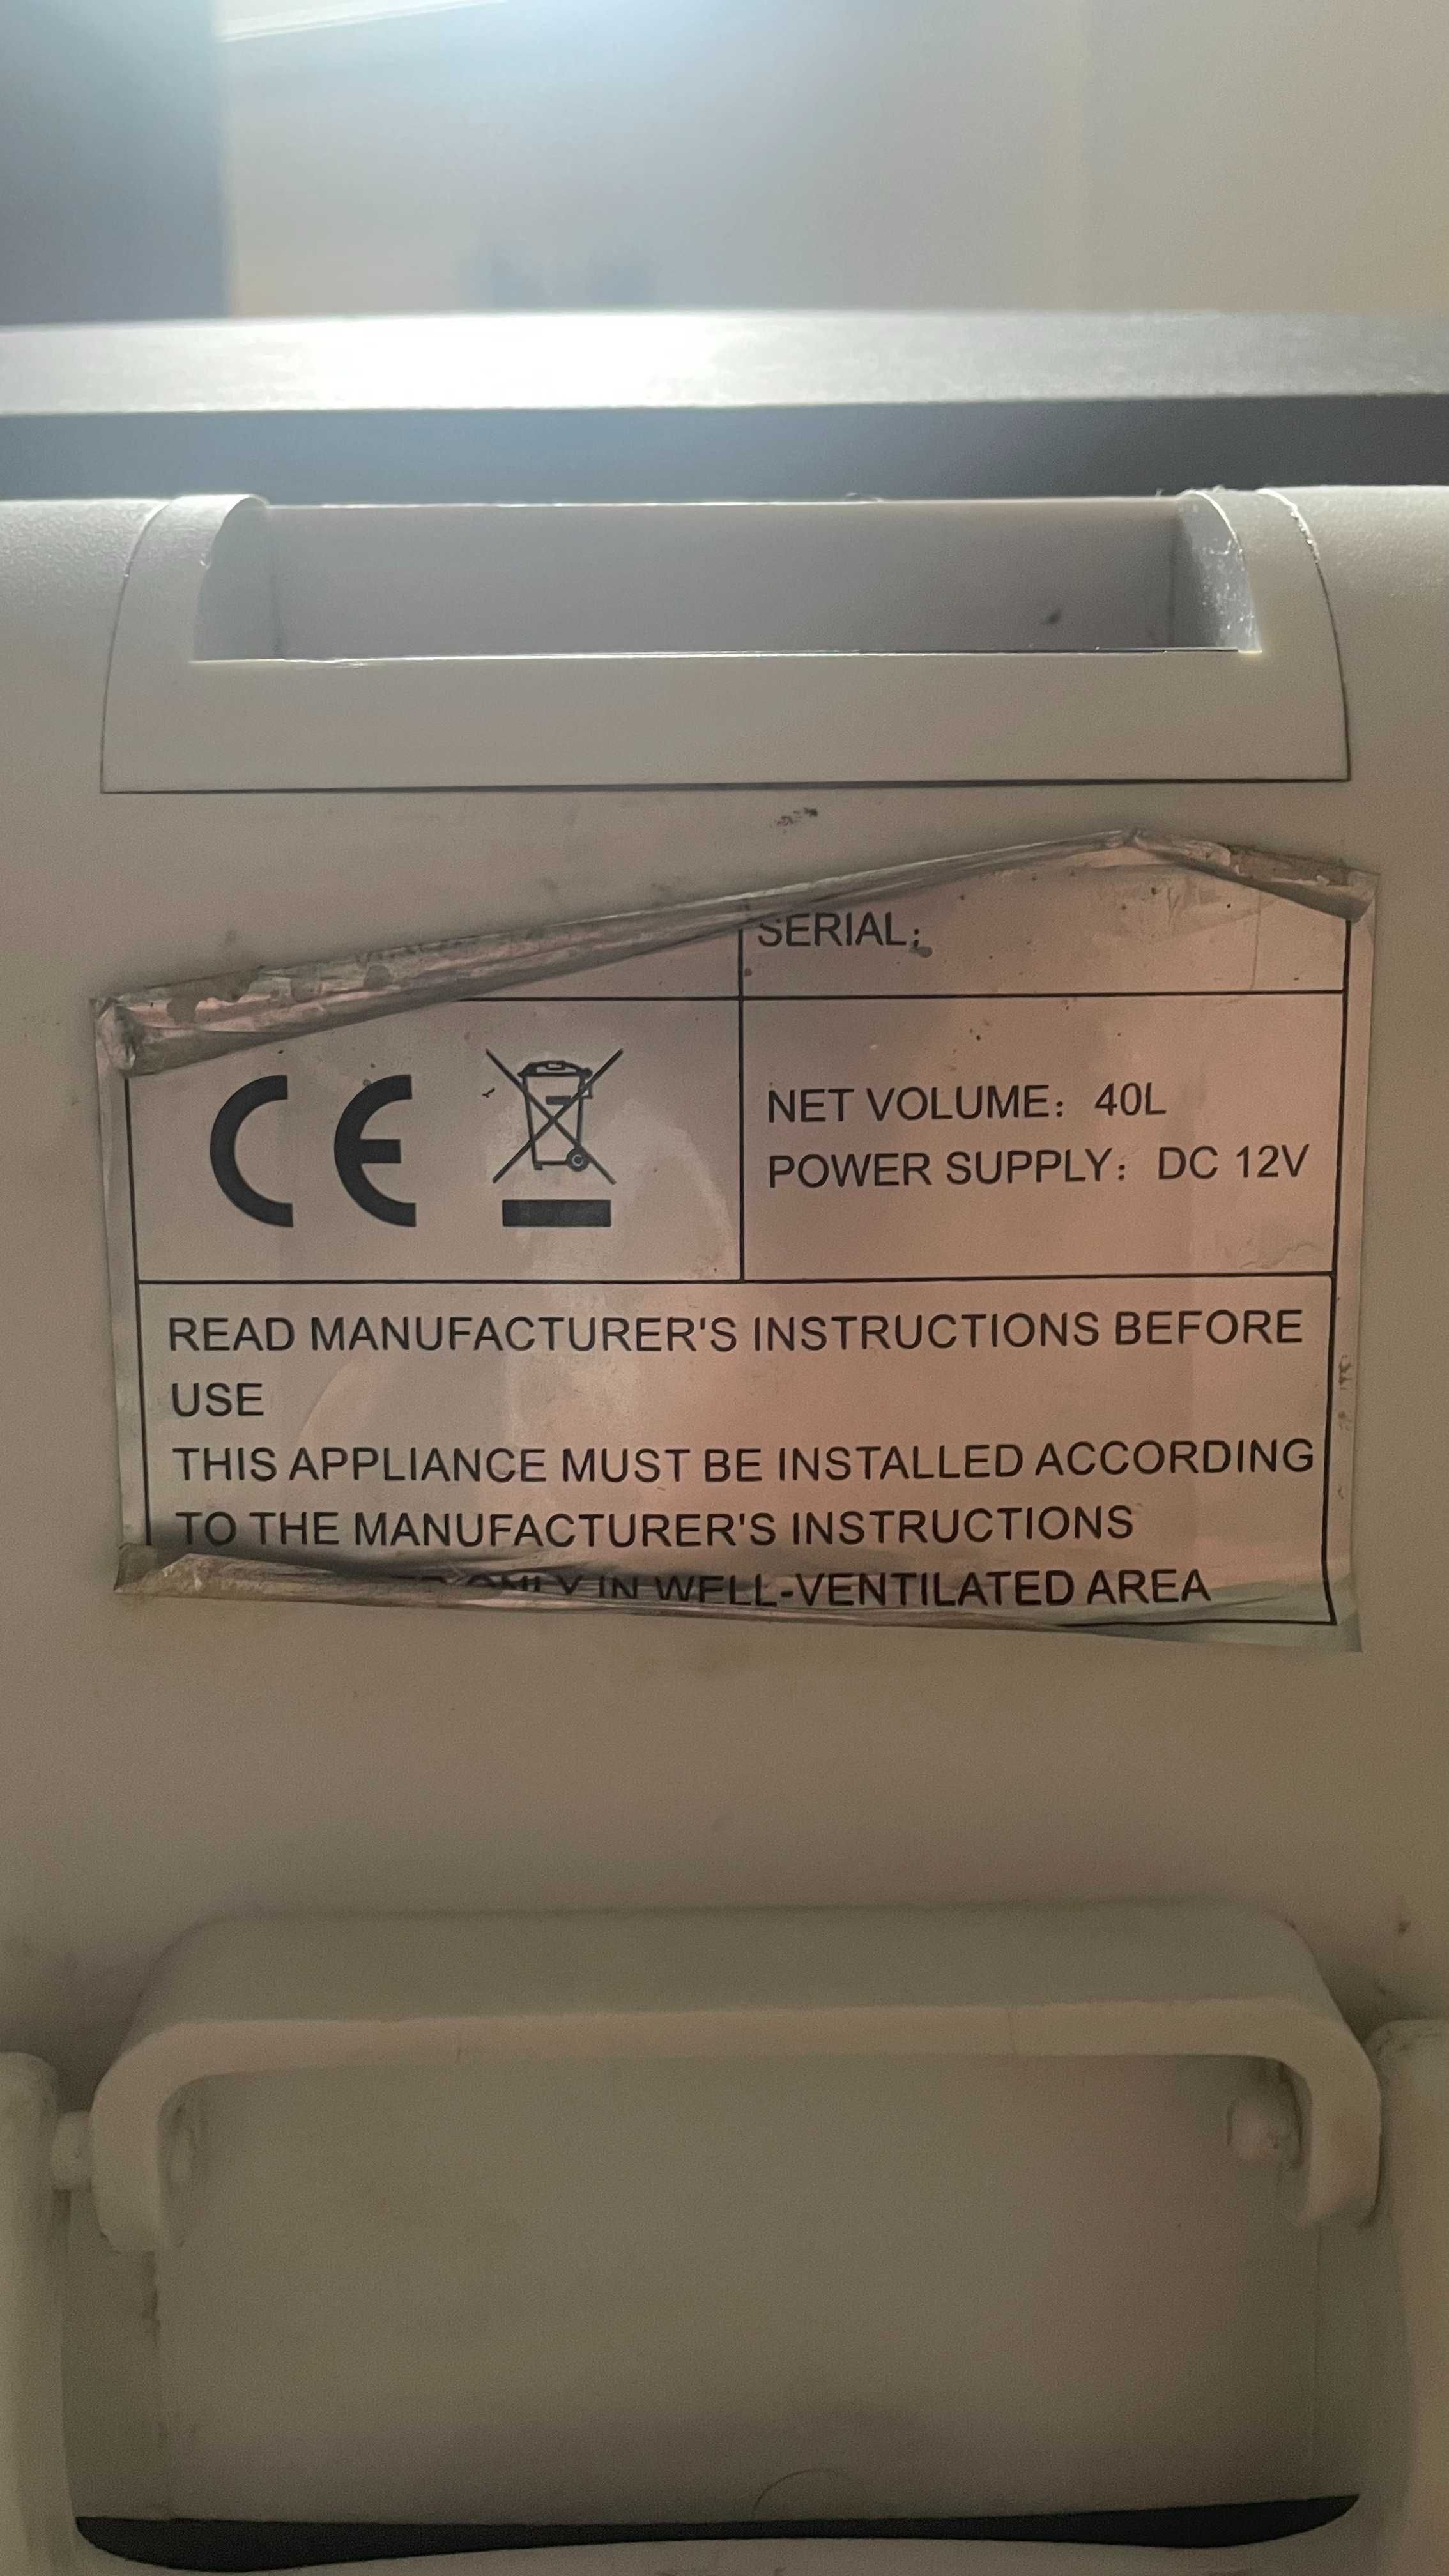 SERIAL:
CE
NET VOLUME: 40L
POWER SUPPLY: DC 12V
READ MANUFACTURER'S INSTRUCTIONS BEFORE
USE
THIS APPLIANCE MUST BE INSTALLED ACCORDING
TO THE MANUFACTURER'S INSTRUCTIONS
ONLY IN WELL-VENTILATED AREA